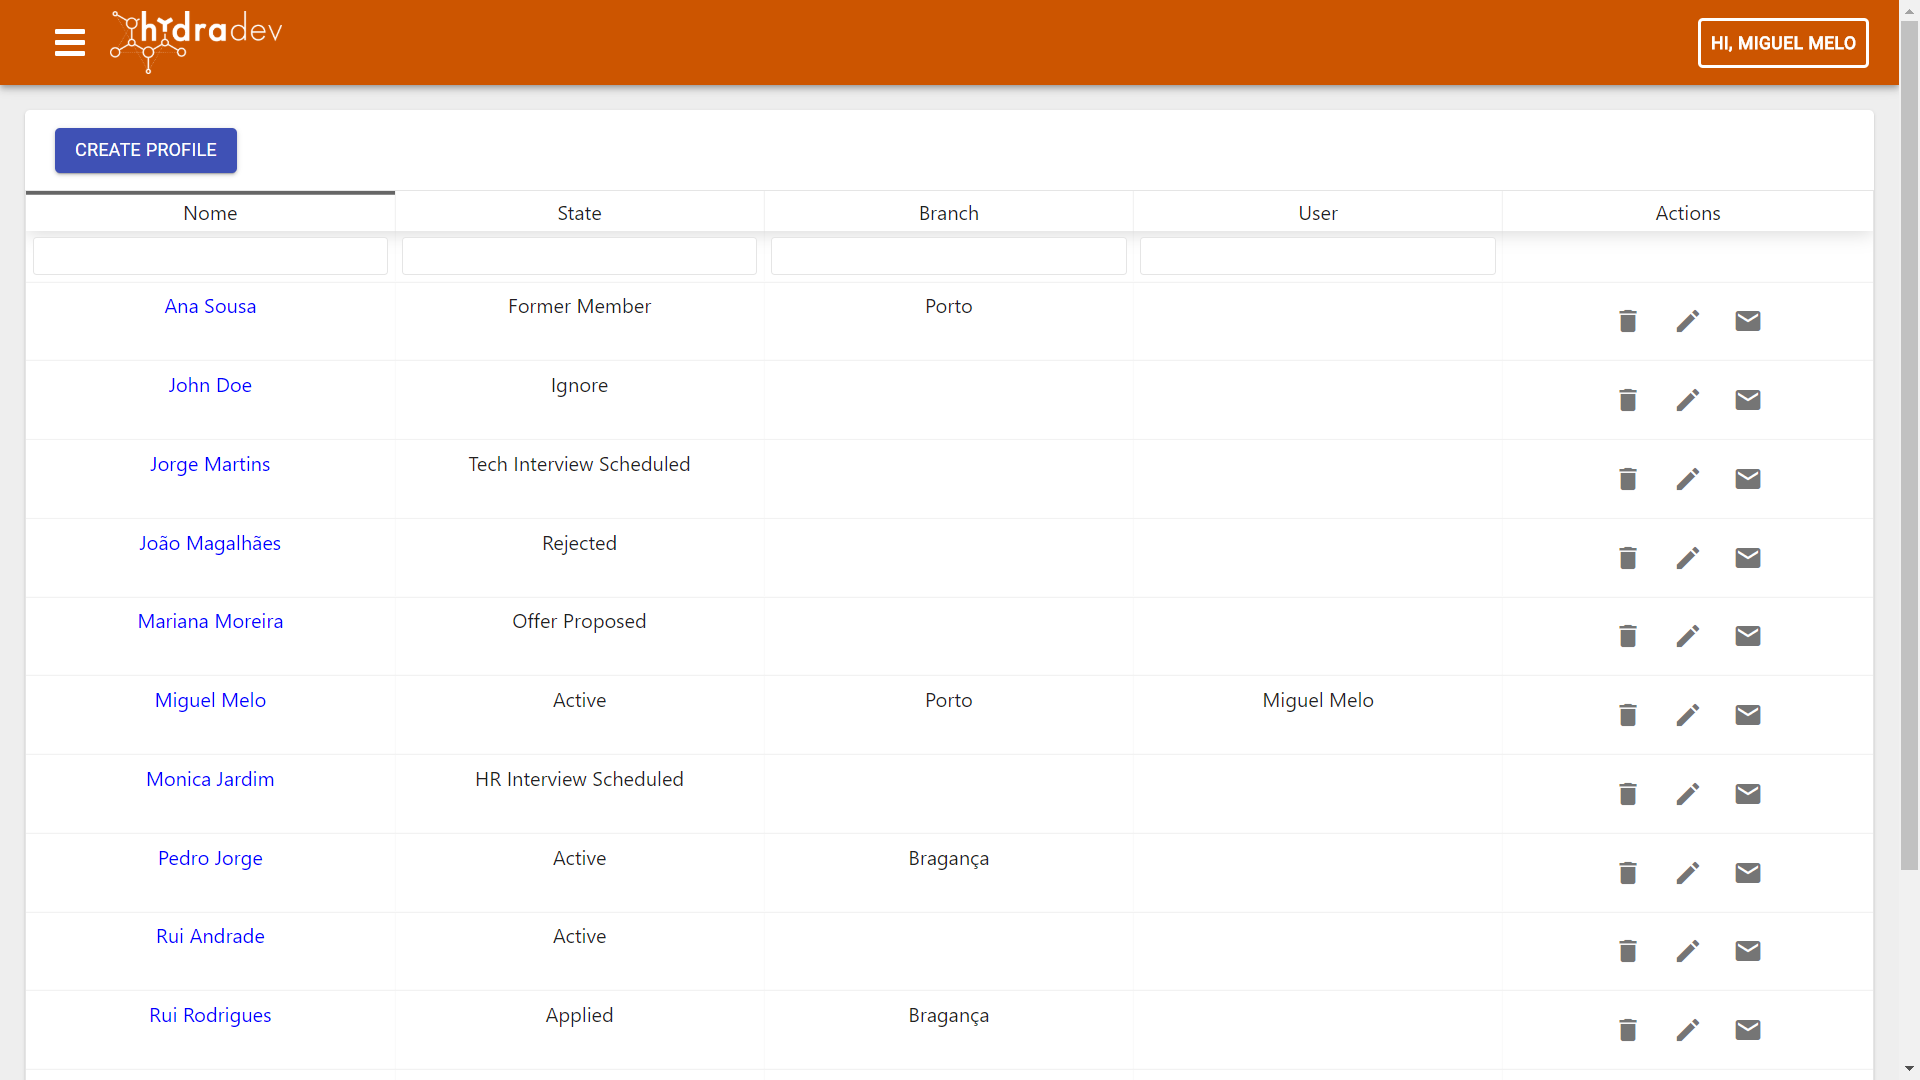 hydradev
HI, MIGUEL MELO
CREATE PROFILE
Nome State Branch User Actions
Ana Sousa Former Member Porto
John Doe Ignore
Jorge Martins Tech Interview Scheduled
João Magalhães Rejected
Mariana Moreira Offer Proposed
Miguel Melo Active Porto Miguel Melo
Monica Jardim HR Interview Scheduled
Pedro Jorge Active Bragança
Rui Andrade Active
Rui Rodrigues Applied Bragança